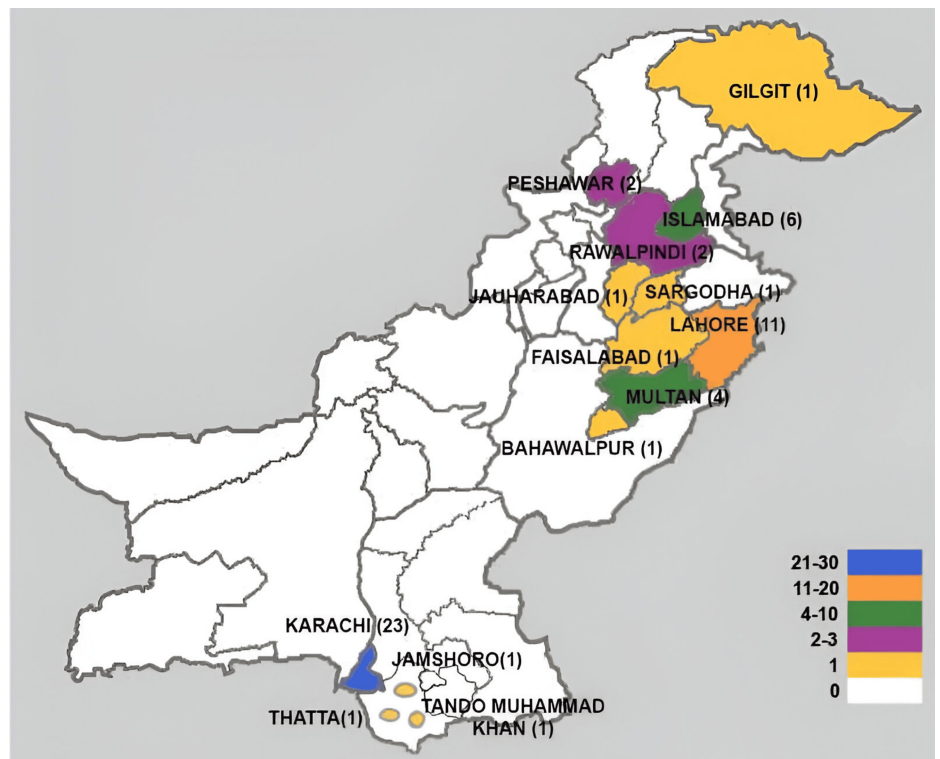 GILGIT (1)
PESHAWAR (2)
ISLAMABAD (6)
RAWALPINDI (2)
JAUHARABAD (1)
SARGODHA (1)
LAHORE (11)
FAISALABAD (1)
MULTAN (4)
BAHAWALPUR (1)
21-30
11-20
4-10
2-3
1
0
KARACHI (23)
JAMSHORO(1)
THATTA(1)
TANDO MUHAMMAD
KHAN (1)